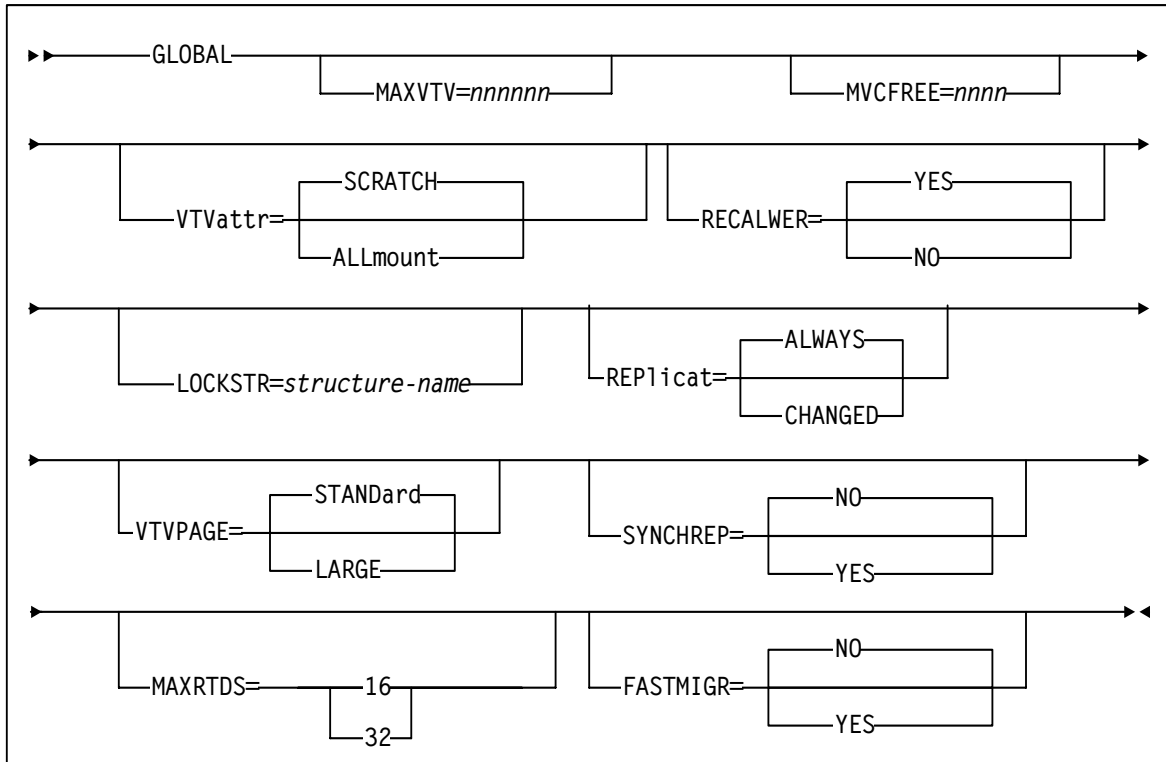 GLOBAL
MAXVTV=nnnnnn MVCFREE=nnnn
SCRATCH YES
VTVattr= RECALWER=
ALLmount NO
ALWAYS
LOCKSTR=structure-name REPlicat=
CHANGED
STANDard NO
VTVPAGE= SYNCHREP=
LARGE YES
NO
MAXRTDS= 16 FASTMIGR=
32 YES